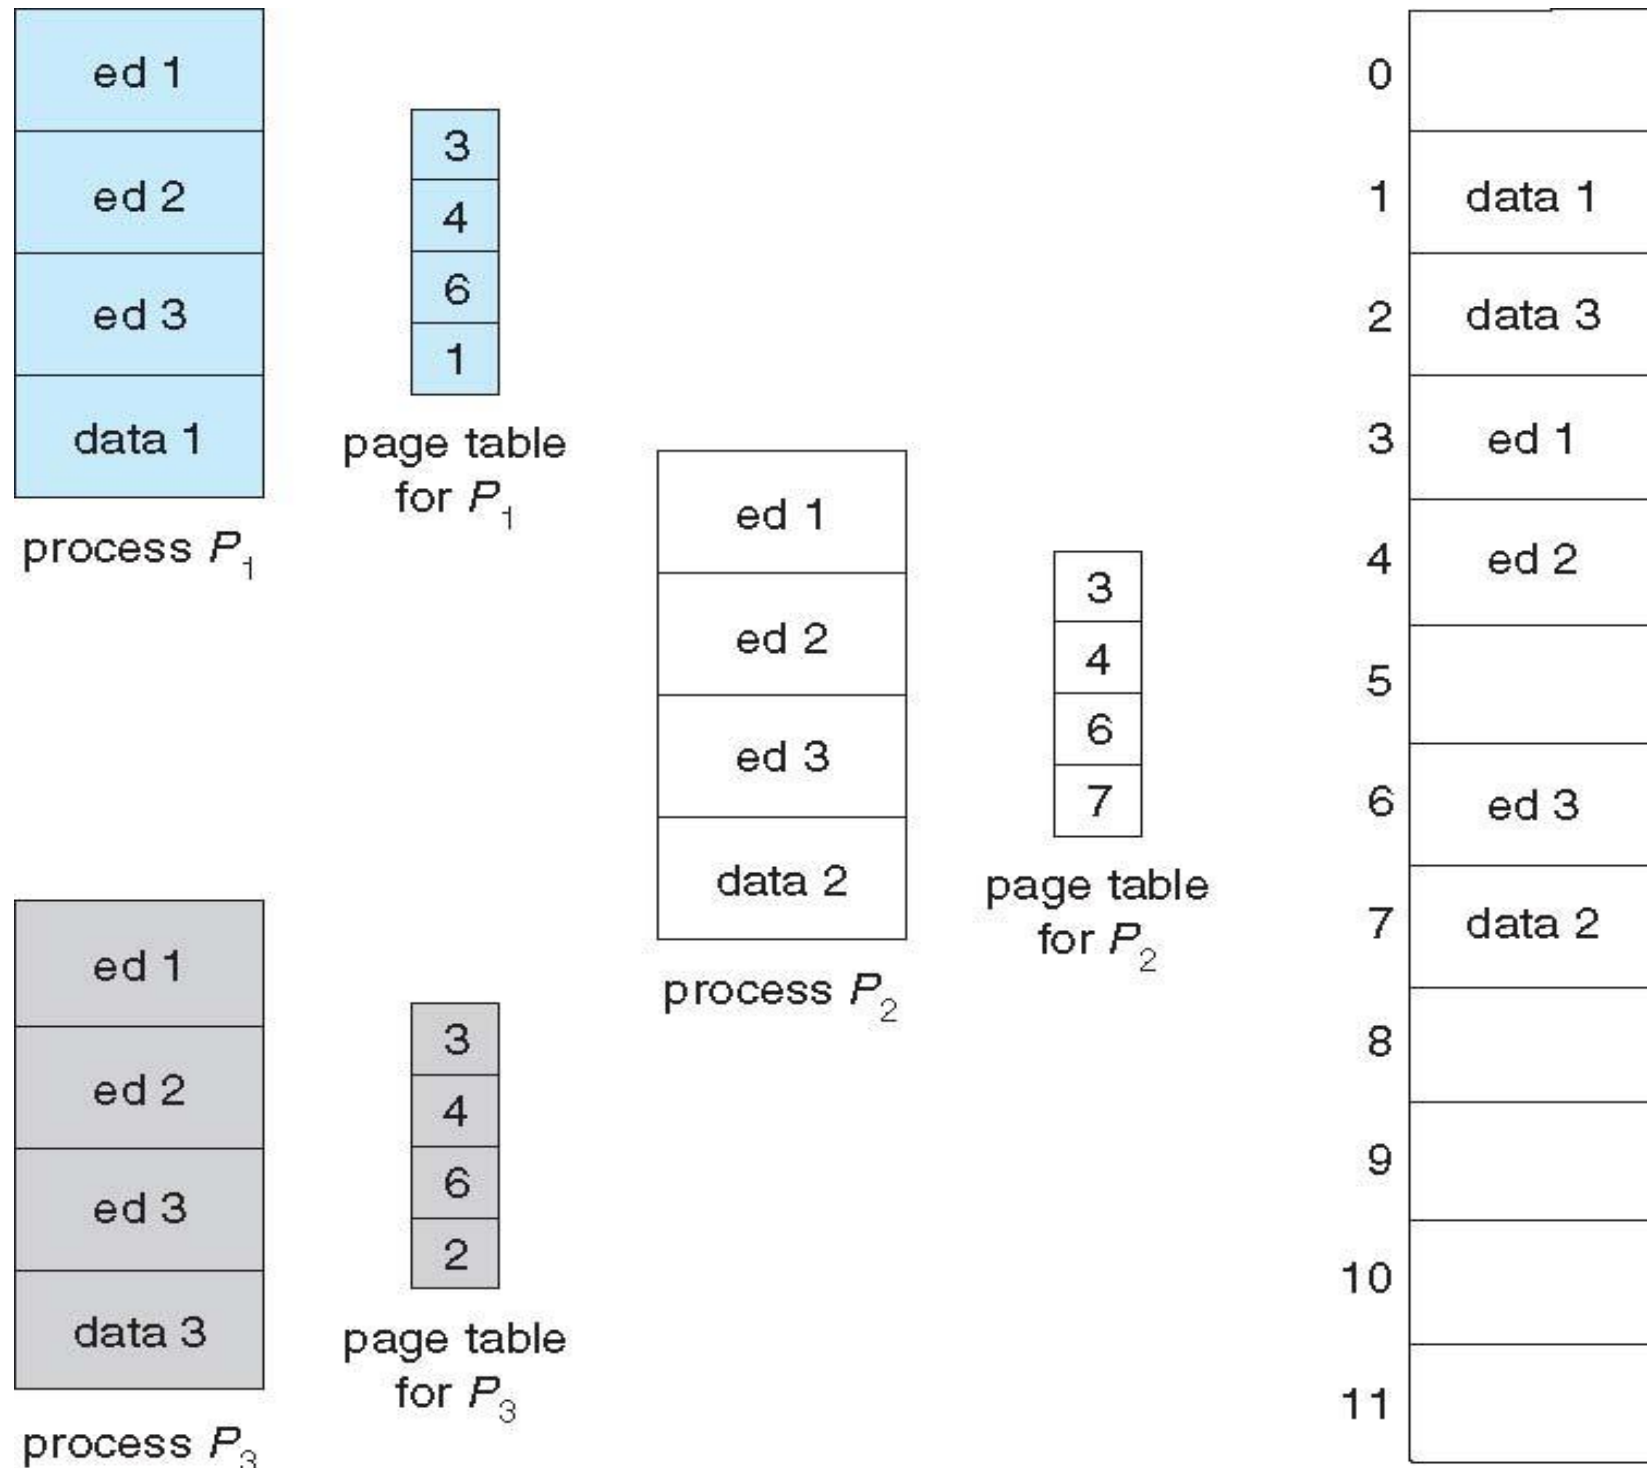 ed 1
ed 2
ed 3
data 1
process P₁
3
4
6
1
page table
for P₁
ed 1
ed 2
ed 3
data 2
process P₂
3
4
6
7
page table
for P₂
ed 1
ed 2
ed 3
data 3
process P₃
3
4
6
2
page table
for P₃
0
1 data 1
2 data 3
3 ed 1
4 ed 2
5
6 ed 3
7 data 2
8
9
10
11